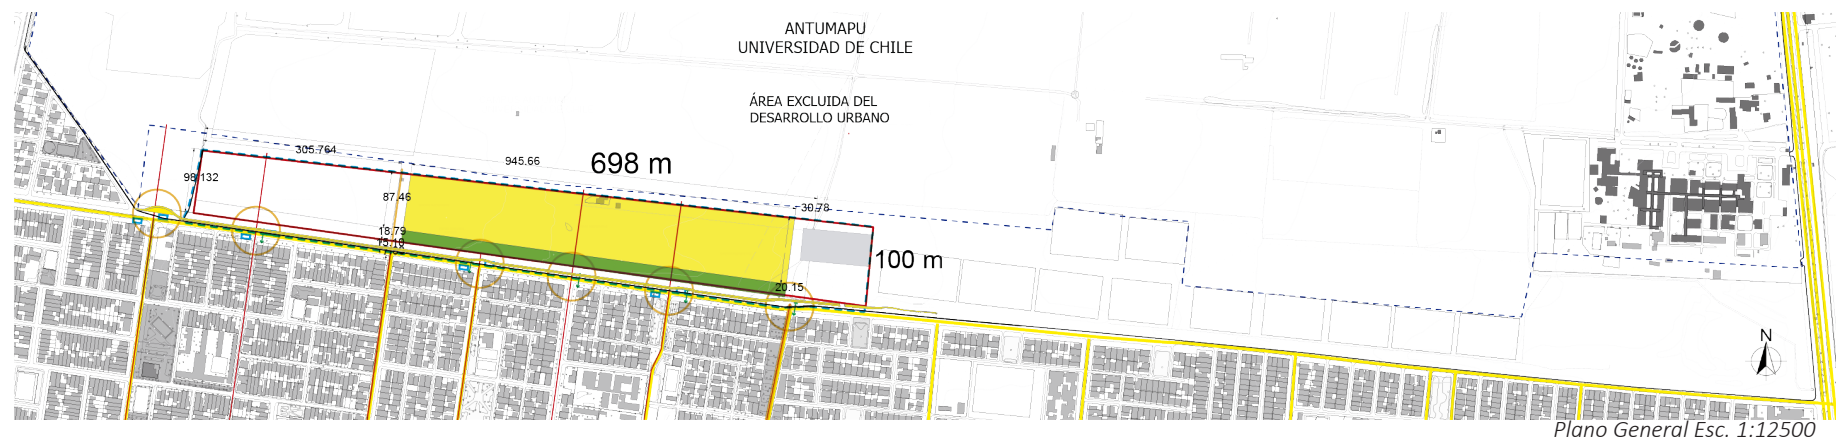 ANTUMAPU
UNIVERSIDAD DE CHILE
ÁREA EXCLUIDA DEL
DESARROLLO URBANO
305.764
945.66
698 m
98.132
87.46
30.78
18.79
15.10
100 m
20.15
N
Plano General Esc. 1:12500